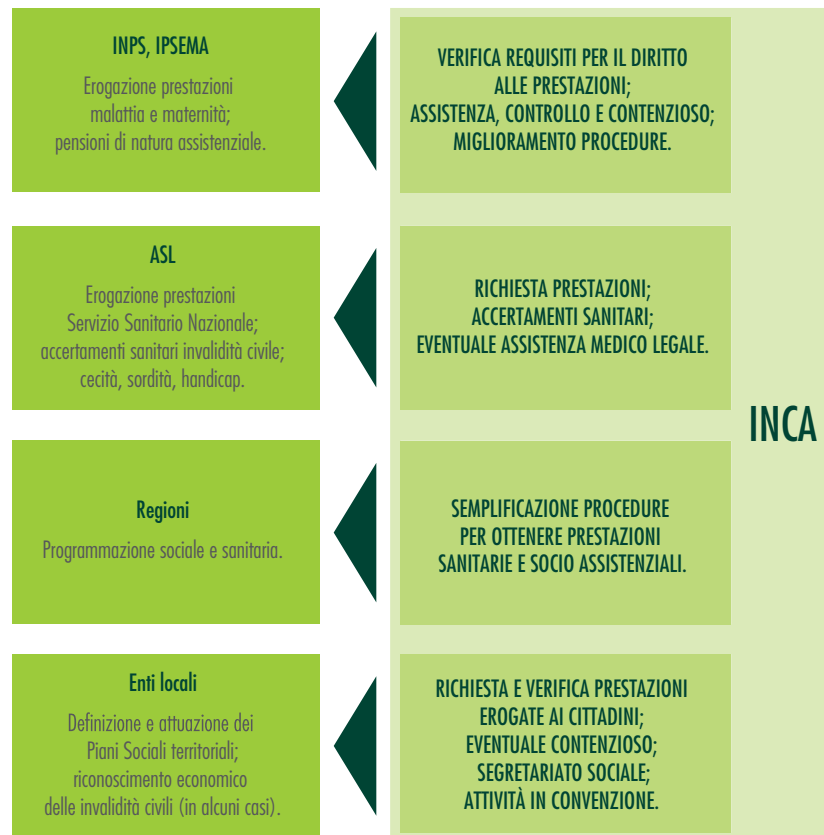 INPS, IPSEMA
Erogazione prestazioni
malattia e maternità;
pensioni di natura assistenziale.
VERIFICA REQUISITI PER IL DIRITTO
ALLE PRESTAZIONI;
ASSISTENZA, CONTROLLO E CONTENZIOSO;
MIGLIORAMENTO PROCEDURE.
ASL
Erogazione prestazioni
Servizio Sanitario Nazionale;
accertamenti sanitari invalidità civile;
cecità, sordità, handicap.
RICHIESTA PRESTAZIONI;
ACCERTAMENTI SANITARI;
EVENTUALE ASSISTENZA MEDICO LEGALE.
INCA
Regioni
Programmazione sociale e sanitaria.
SEMPLIFICAZIONE PROCEDURE
PER OTTENERE PRESTAZIONI
SANITARIE E SOCIO ASSISTENZIALI.
Enti locali
Definizione e attuazione dei
Piani Sociali territoriali;
riconoscimento economico
delle invalidità civili (in alcuni casi).
RICHIESTA E VERIFICA PRESTAZIONI
EROGATE AI CITTADINI;
EVENTUALE CONTENZIOSO;
SEGRETARIATO SOCIALE;
ATTIVITÀ IN CONVENZIONE.